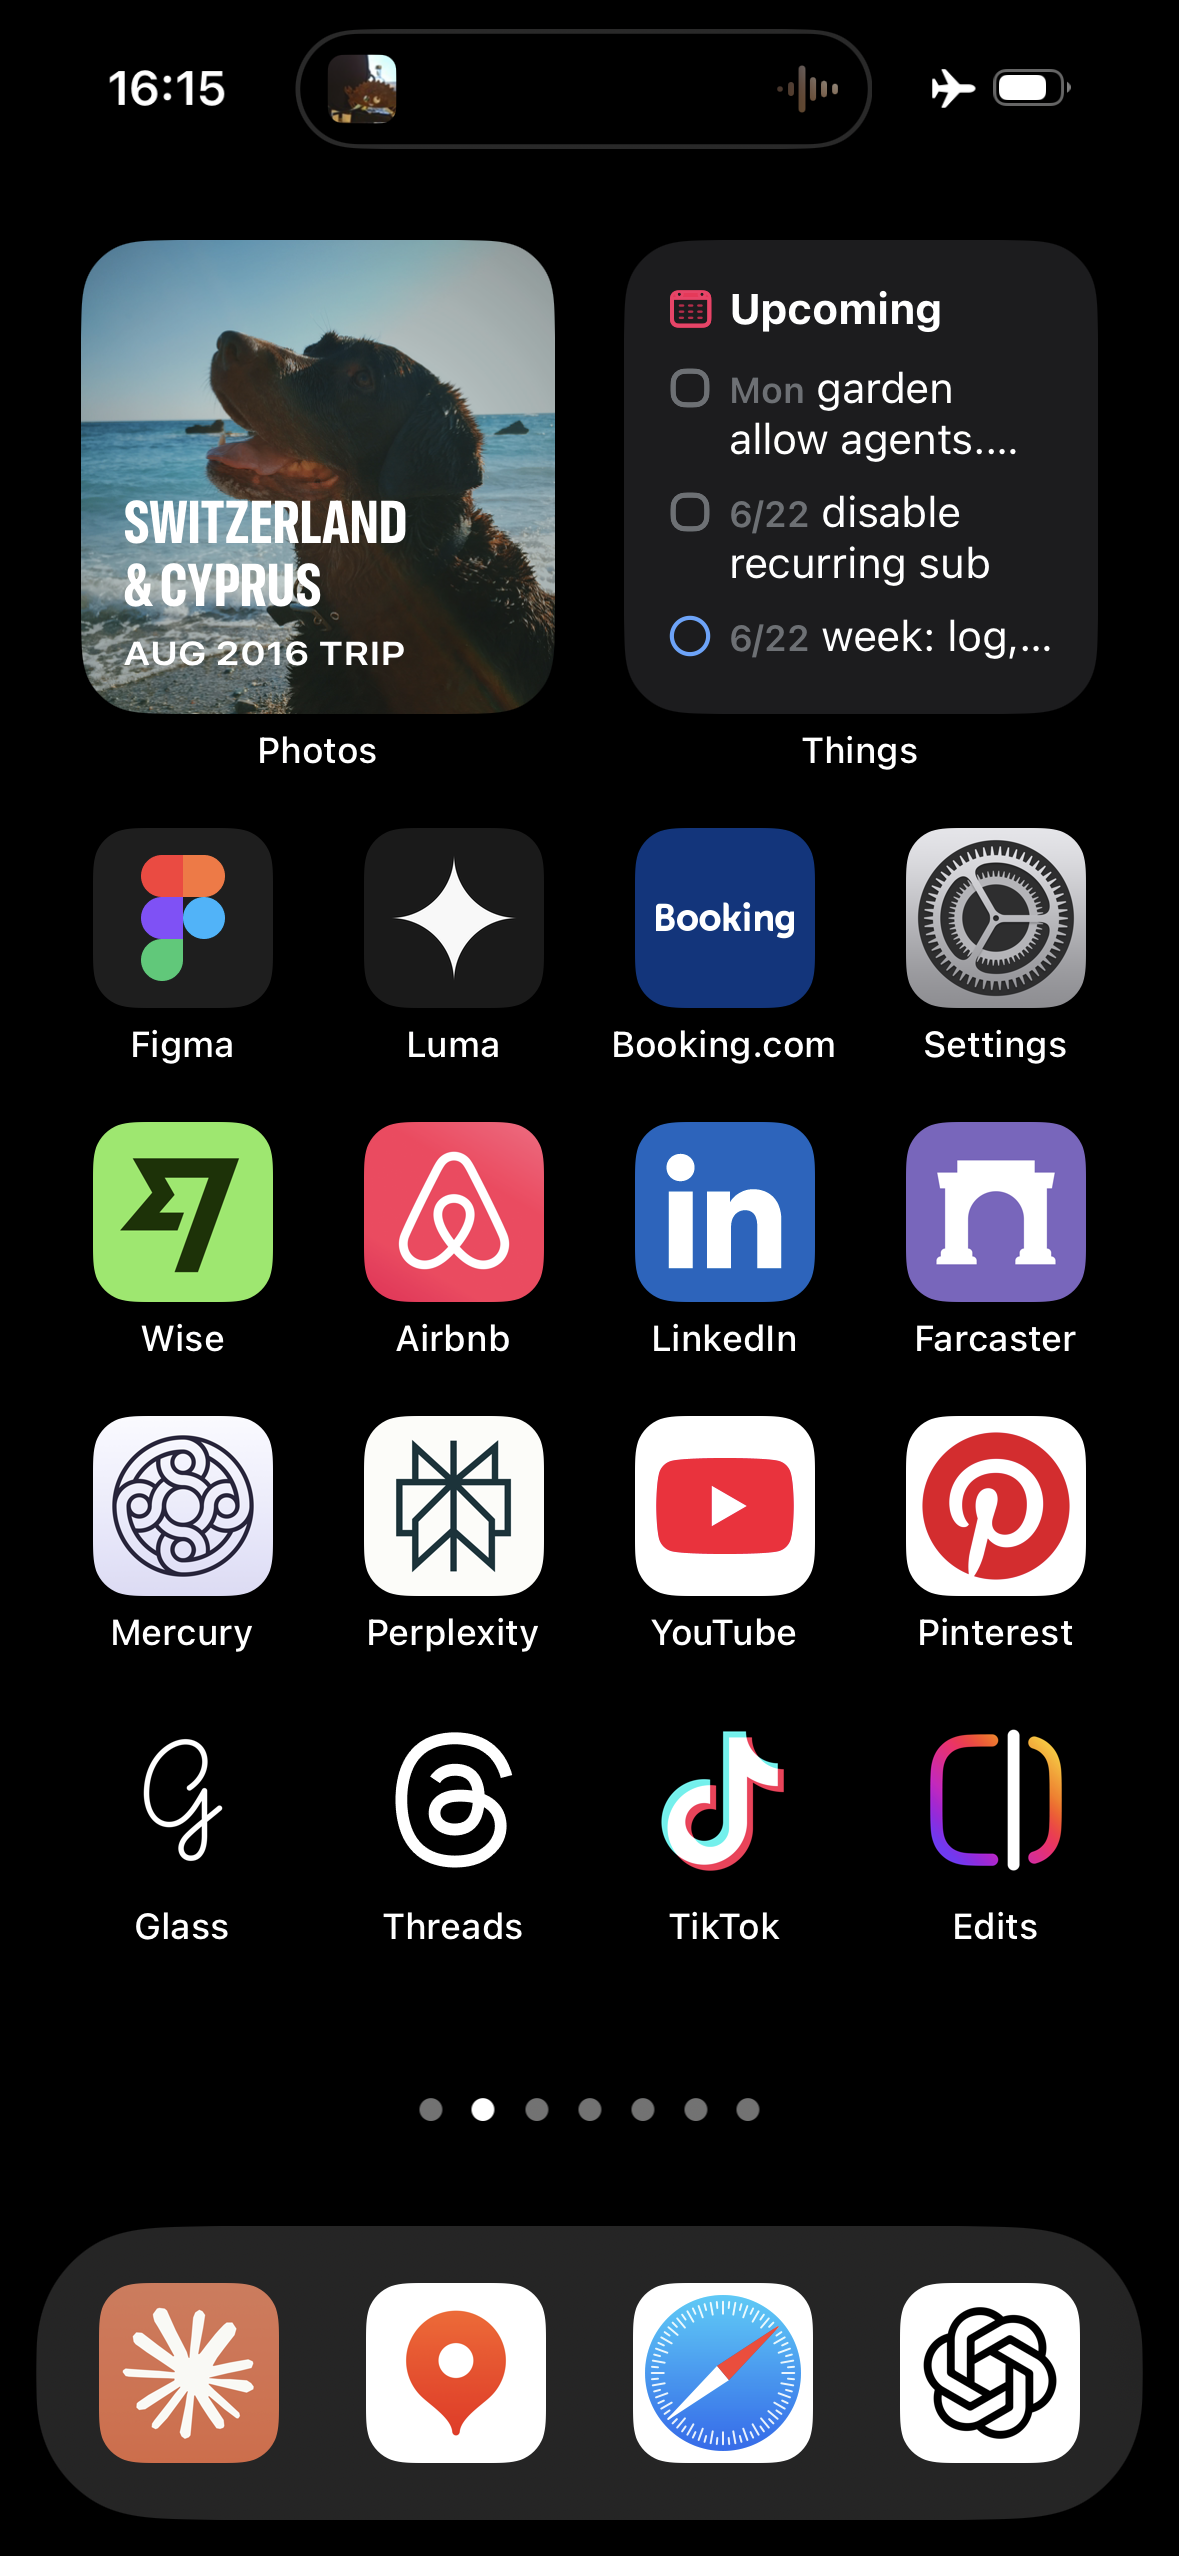 16:15
SWITZERLAND
& CYPRUS
AUG 2016 TRIP
Photos
Upcoming
Mon garden
allow agents....
6/22 disable
recurring sub
6/22 week: log,...
Things
Booking
Figma
Luma
Booking.com
Settings
in
Wise
Airbnb
LinkedIn
Farcaster
Mercury
Perplexity
YouTube
Pinterest
Glass
Threads
TikTok
Edits